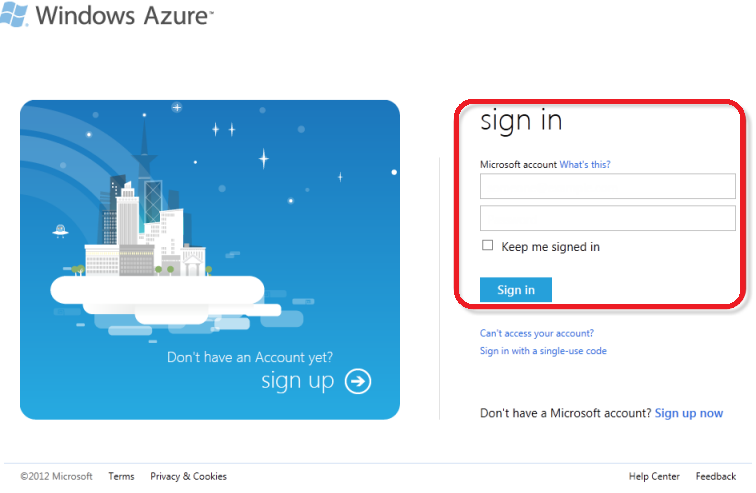 Windows Azure™
sign in
Microsoft account What's this?
Keep me signed in
Sign in
Can't access your account?
Sign in with a single-use code
Don't have an Account yet?
sign up
Don't have a Microsoft account? Sign up now
©2012 Microsoft Terms Privacy & Cookies Help Center Feedback